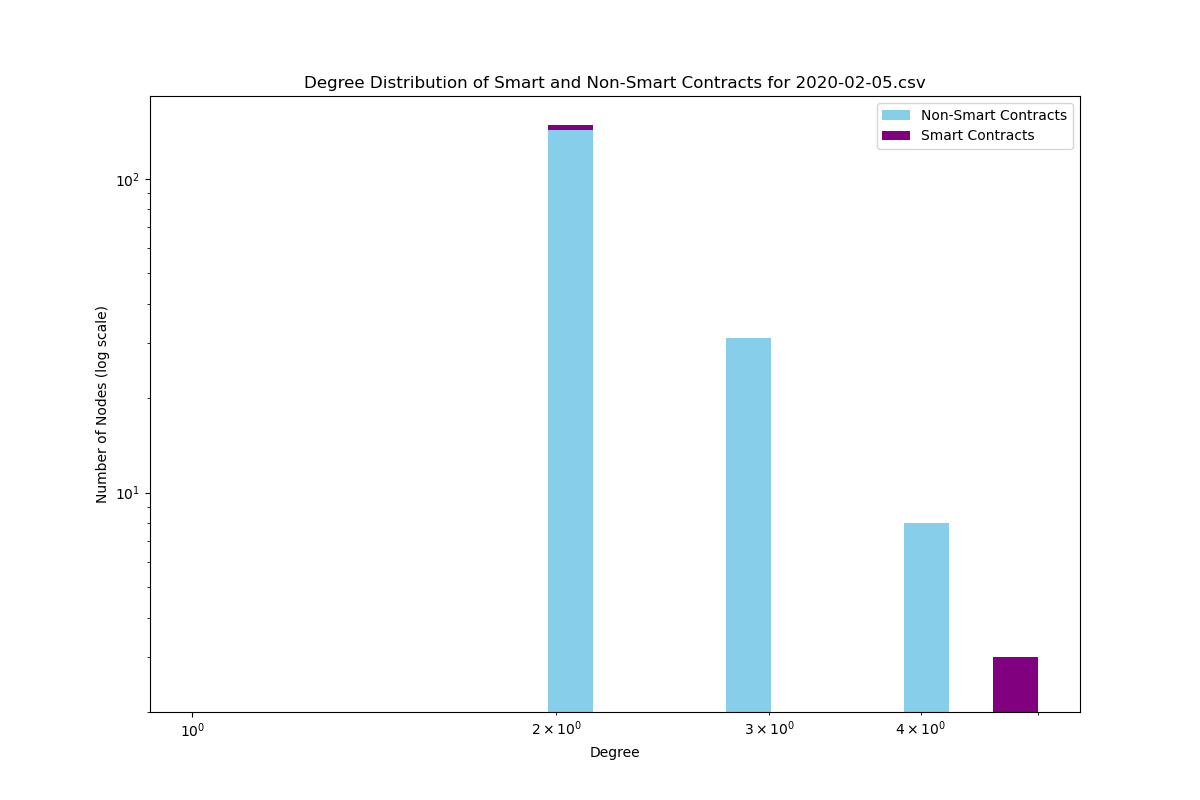 Degree Distribution of Smart and Non-Smart Contracts for 2020-02-05.csv
Non-Smart Contracts
Smart Contracts
Number of Nodes (log scale)
10²
10¹
10⁰
2 × 10⁰
3 × 10⁰
4 × 10⁰
Degree